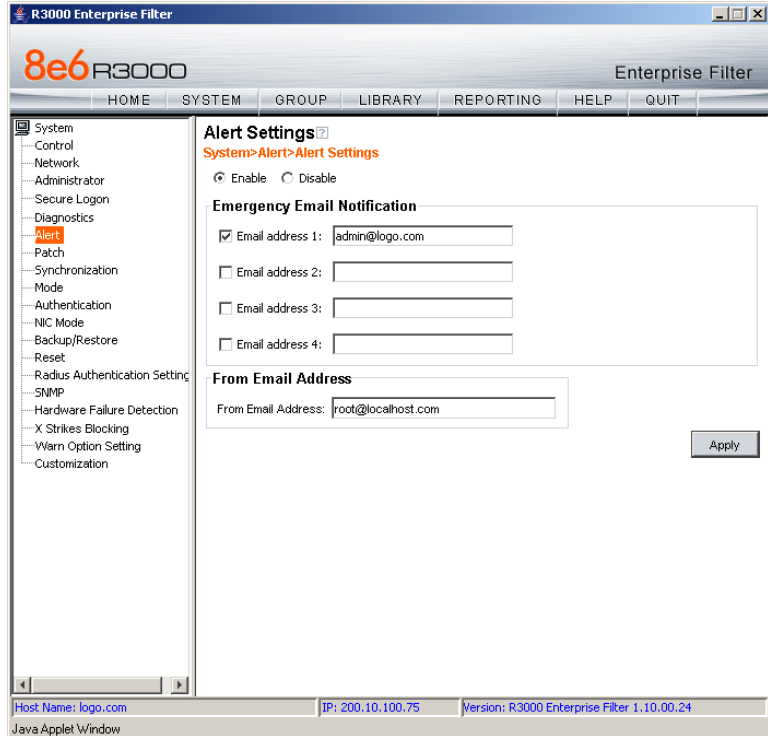 R3000 Enterprise Filter
8e6 R3000
Enterprise Filter
HOME SYSTEM GROUP LIBRARY REPORTING HELP QUIT
System
Control
Network
Administrator
Secure Logon
Diagnostics
Alert
Patch
Synchronization
Mode
Authentication
NIC Mode
Backup/Restore
Reset
Radius Authentication Setting
SNMP
Hardware Failure Detection
X Strikes Blocking
Warn Option Setting
Customization
Alert Settings ?
System>Alert>Alert Settings
Enable Disable
Emergency Email Notification
Email address 1: admin@logo.com
Email address 2:
Email address 3:
Email address 4:
From Email Address
From Email Address: root@localhost.com
Apply
Host Name: logo.com IP: 200.10.100.75 Version: R3000 Enterprise Filter 1.10.00.24
Java Applet Window